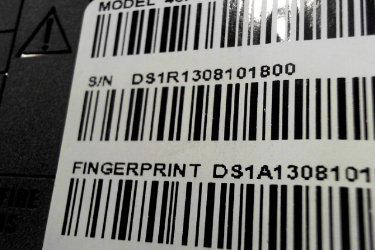 MODEL
S/N DS1R1308101800
FINGERPRINT DS1A1308101